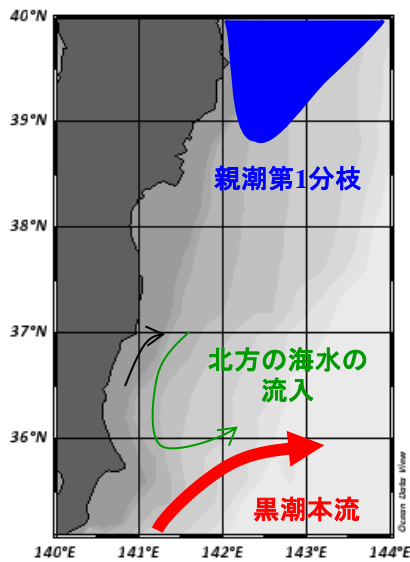 40°N
39°N
親潮第1分枝
38°N
37°N
北方の海水の
流入
36°N
黒潮本流
140°E
141°E
142°E
143°E
144°E
Ocean Data View